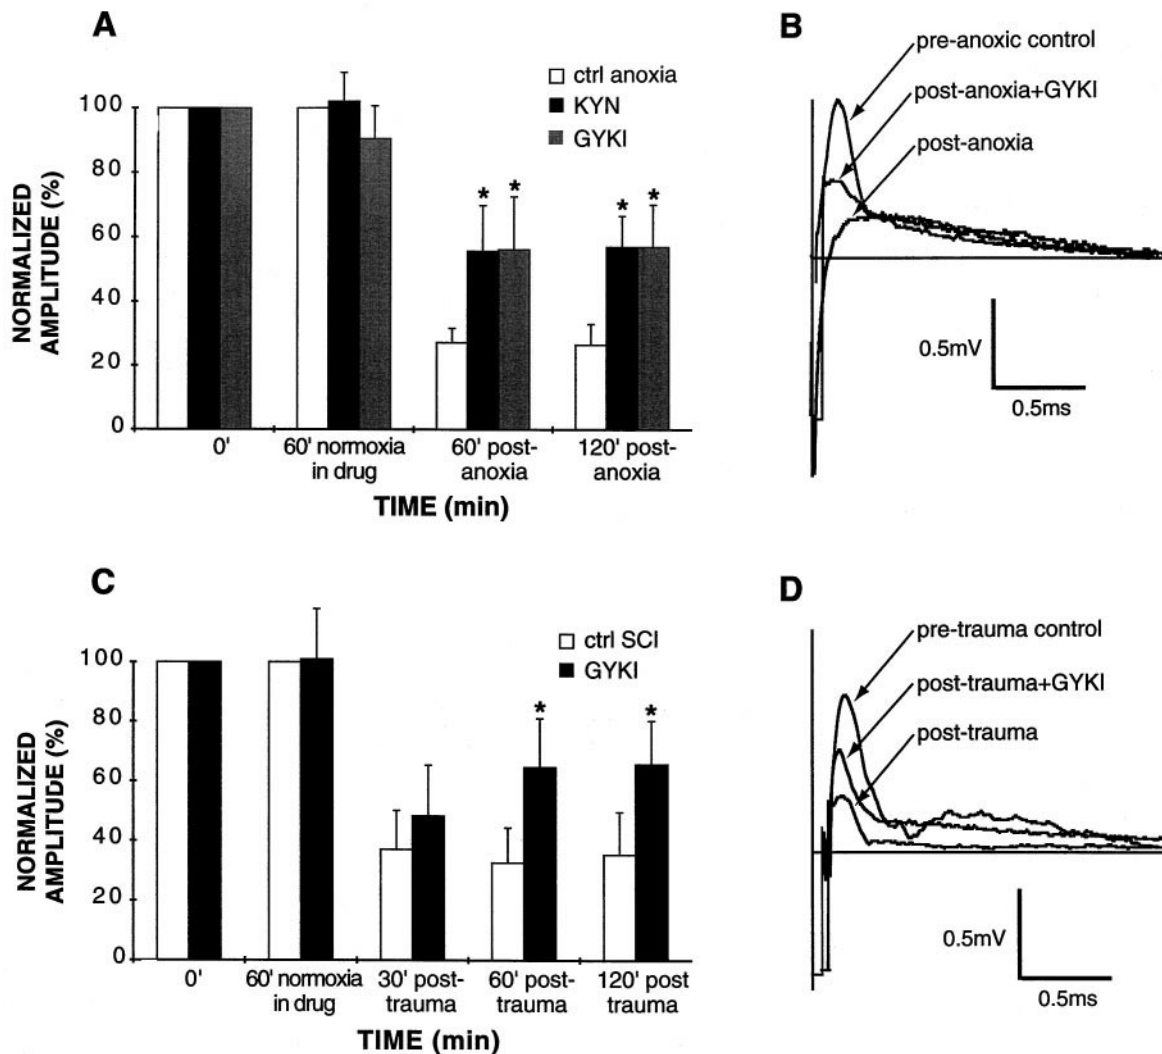 A
ctrl anoxia
KYN
GYKI
NORMALIZED
AMPLITUDE (%)
100
80
60
40
20
0
*
*
*
*
0'
60' normoxia
in drug
60' post-
anoxia
120' post-
anoxia
TIME (min)
B
pre-anoxic control
post-anoxia+GYKI
post-anoxia
0.5mV
0.5ms
C
ctrl SCI
GYKI
NORMALIZED
AMPLITUDE (%)
100
80
60
40
20
0
*
*
0'
60' normoxia
in drug
30' post-
trauma
60' post-
trauma
120' post
trauma
TIME (min)
D
pre-trauma control
post-trauma+GYKI
post-trauma
0.5mV
0.5ms